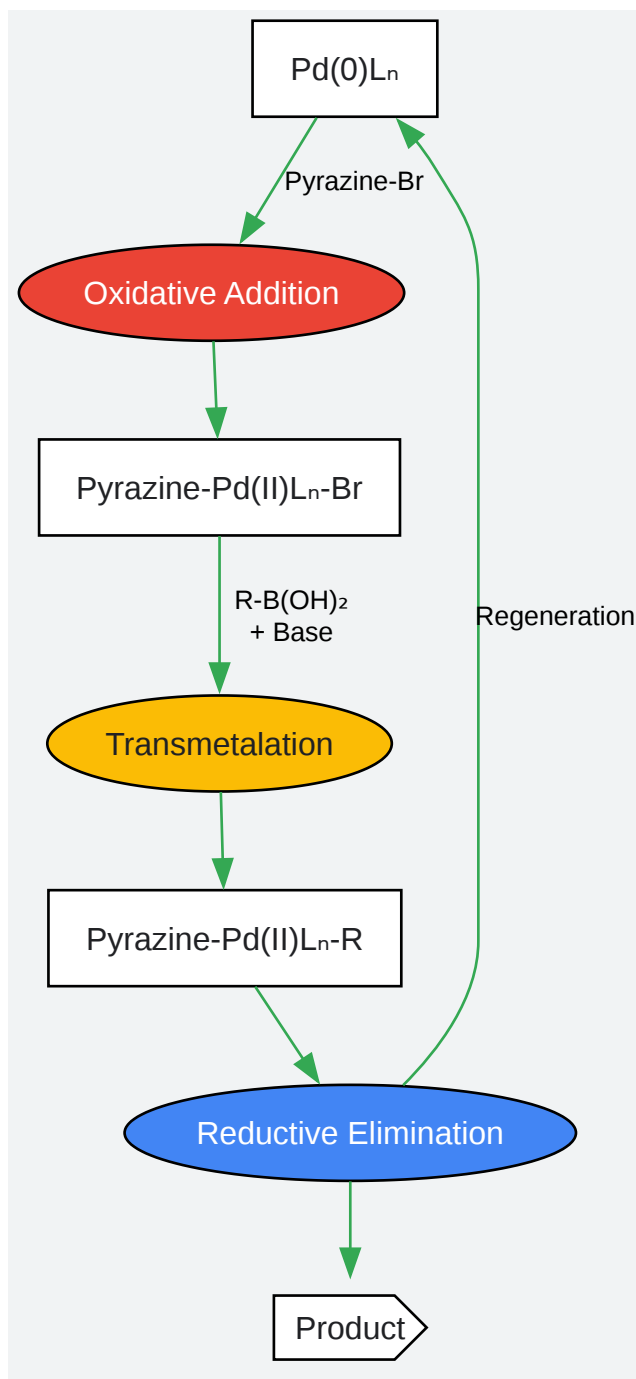 Pd(0)Lₙ
Pyrazine-Br
Oxidative Addition
Pyrazine-Pd(II)Lₙ-Br
R-B(OH)₂
+ Base
Regeneration
Transmetalation
Pyrazine-Pd(II)Lₙ-R
Reductive Elimination
Product